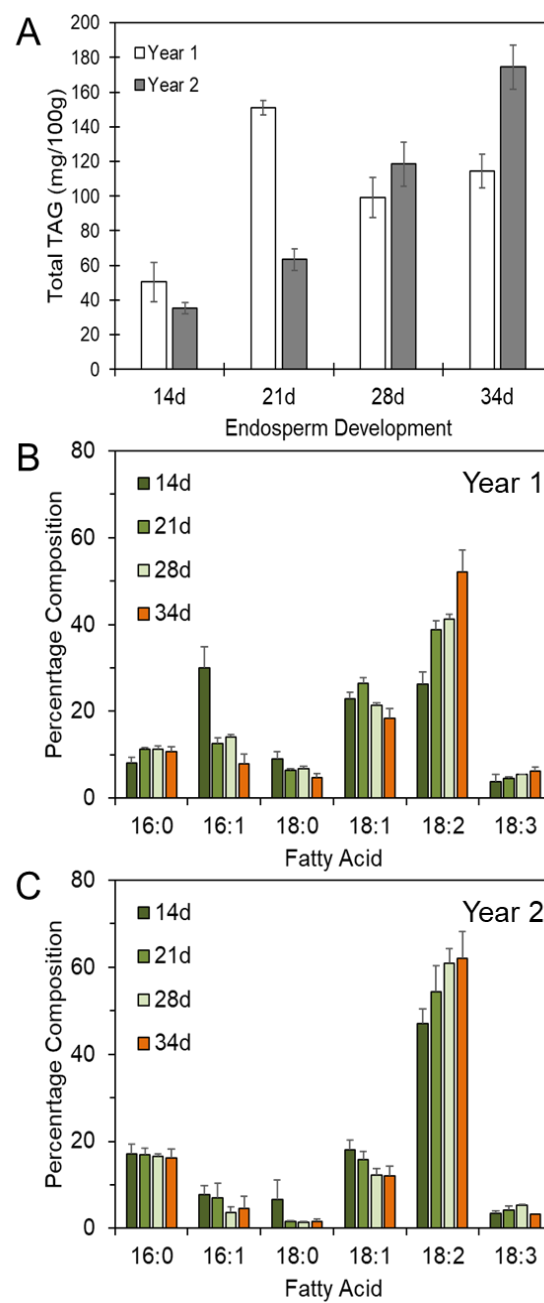 A
Total TAG (mg/100g)
200
180
160
140
120
100
80
60
40
20
0
Year 1
Year 2
14d 21d 28d 34d
Endosperm Development
B
Year 1
Percenrtage Composition
80
60
40
20
0
14d
21d
28d
34d
16:0 16:1 18:0 18:1 18:2 18:3
Fatty Acid
C
Year 2
Percenrtage Composition
80
60
40
20
0
14d
21d
28d
34d
16:0 16:1 18:0 18:1 18:2 18:3
Fatty Acid